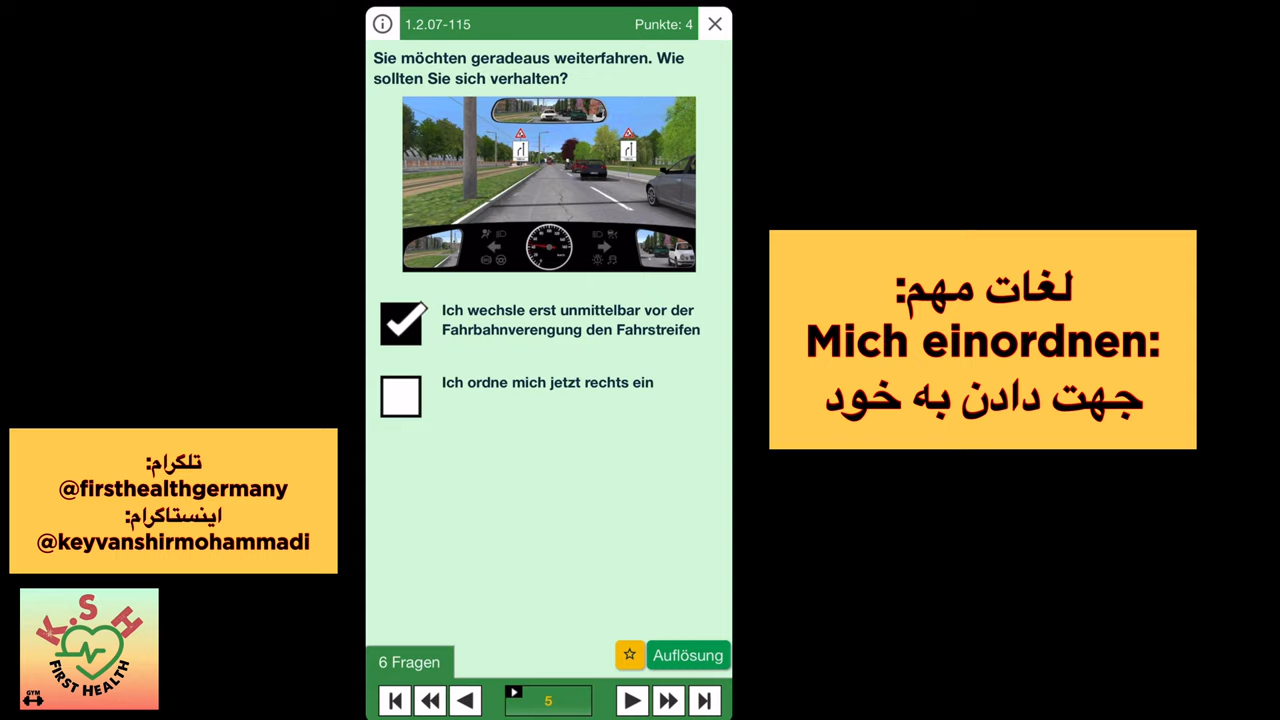 1.2.07-115
Punkte: 4
Sie möchten geradeaus weiterfahren. Wie
sollten Sie sich verhalten?
Ich wechsle erst unmittelbar vor der
Fahrbahnverengung den Fahrstreifen
Ich ordne mich jetzt rechts ein
6 Fragen
Auflösung
5
لغات مهم:
Mich einordnen:
جهت دادن به خود
تلگرام:
@firsthealthgermany
اینستاگرام:
@keyvanshirmohammadi
K.S.H
FIRST HEALTH
GYM